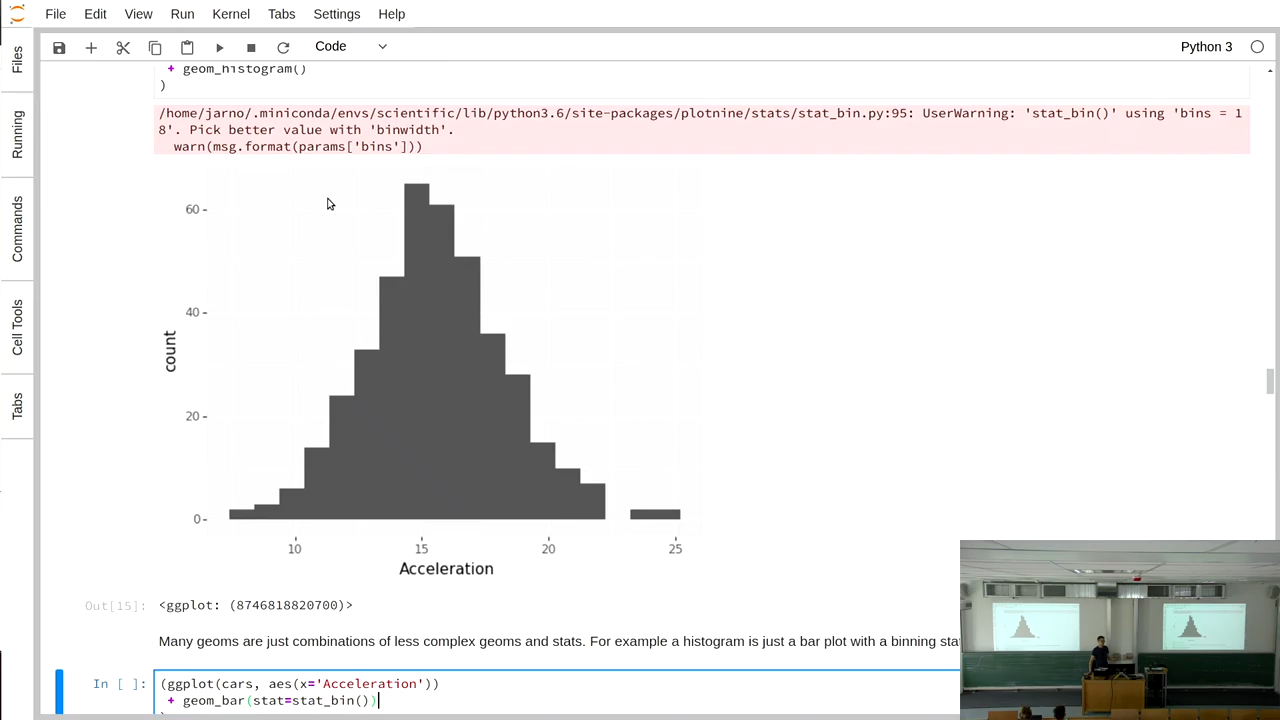 File Edit View Run Kernel Tabs Settings Help
Code
Python 3
Files
Running
Commands
Cell Tools
Tabs
+ geom_histogram()
)
/home/jarno/.miniconda/envs/scientific/lib/python3.6/site-packages/plotnine/stats/stat_bin.py:95: UserWarning: 'stat_bin()' using 'bins = 1
8'. Pick better value with 'binwidth'.
warn(msg.format(params['bins']))
60
40
20
0
count
10 15 20 25
Acceleration
Out[15]: <ggplot: (8746818820700)>
Many geoms are just combinations of less complex geoms and stats. For example a histogram is just a bar plot with a binning sta
In [ ]: (ggplot(cars, aes(x='Acceleration'))
+ geom_bar(stat=stat_bin())